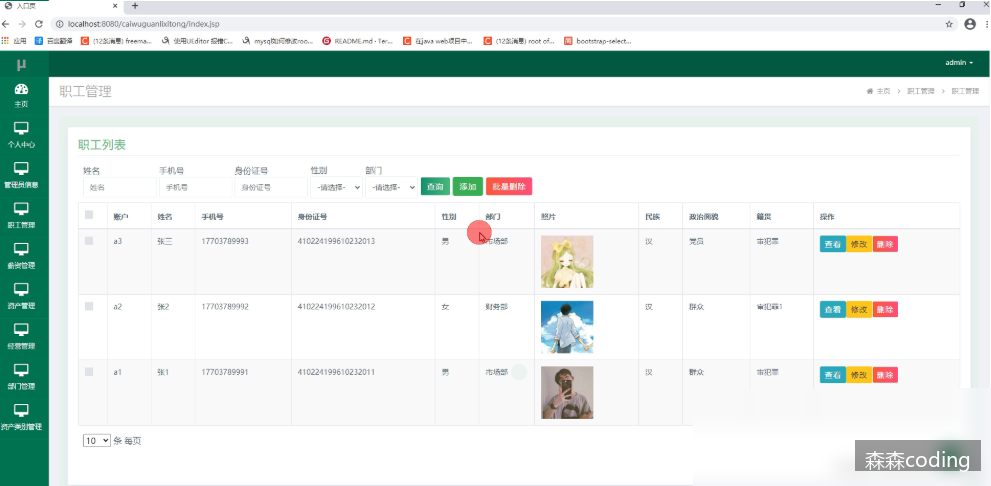 入口页
localhost:8080/caiwuguanlixitong/index.jsp
应用 百度翻译 (12条消息) freema... 使用UEditor 报错C... mysql如何修改roo... README.md · Ter... 在java web项目中... (12条消息) root of... bootstrap-select...
μ
admin
主页
个人中心
管理员信息
职工管理
薪资管理
资产管理
经营管理
部门管理
资产类别管理
职工管理
主页 > 职工管理 > 职工管理
职工列表
姓名 手机号 身份证号 性别 部门
姓名 手机号 身份证号 -请选择- -请选择- 查询 添加 批量删除
账户 姓名 手机号 身份证号 性别 部门 照片 民族 政治面貌 籍贯 操作
a3 张三 17703789993 410224199610232013 男 市场部 汉 党员 查看 修改 删除
a2 张2 17703789992 410224199610232012 女 财务部 汉 群众 查看 修改 删除
a1 张1 17703789991 410224199610232011 男 市场部 汉 群众 查看 修改 删除
10 条 每页
森森coding